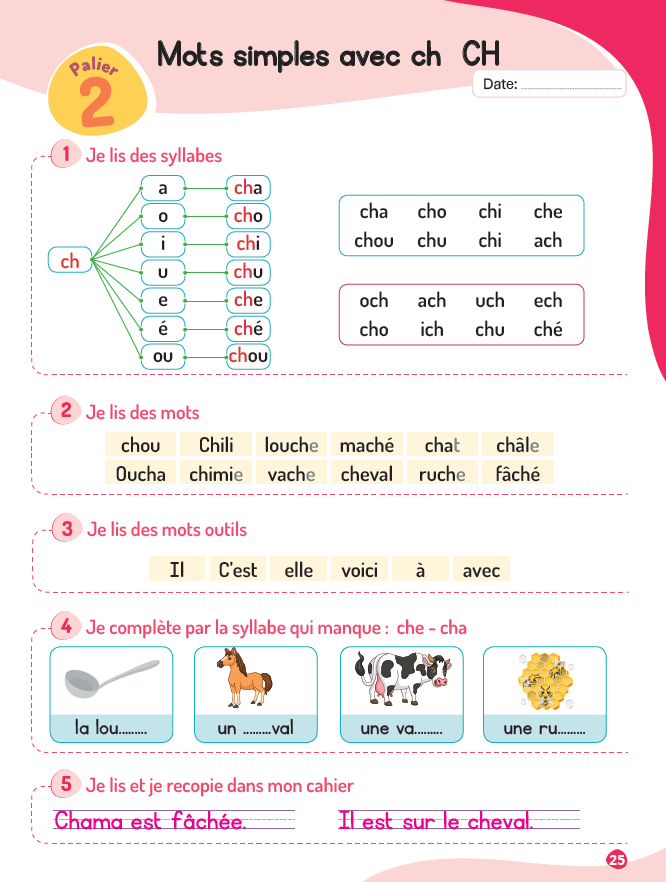 Mots simples avec ch CH
Palier
2
Date: ..............................
1 Je lis des syllabes
ch
a cha
o cho
i chi
u chu
e che
é ché
ou chou
cha cho chi che
chou chu chi ach
och ach uch ech
cho ich chu ché
2 Je lis des mots
chou Chili louche maché chat châle
Oucha chimie vache cheval ruche fâché
3 Je lis des mots outils
Il C'est elle voici à avec
4 Je complète par la syllabe qui manque : che - cha
la lou......... un .........val une va......... une ru.........
5 Je lis et je recopie dans mon cahier
Chama est fâchée. Il est sur le cheval.
25